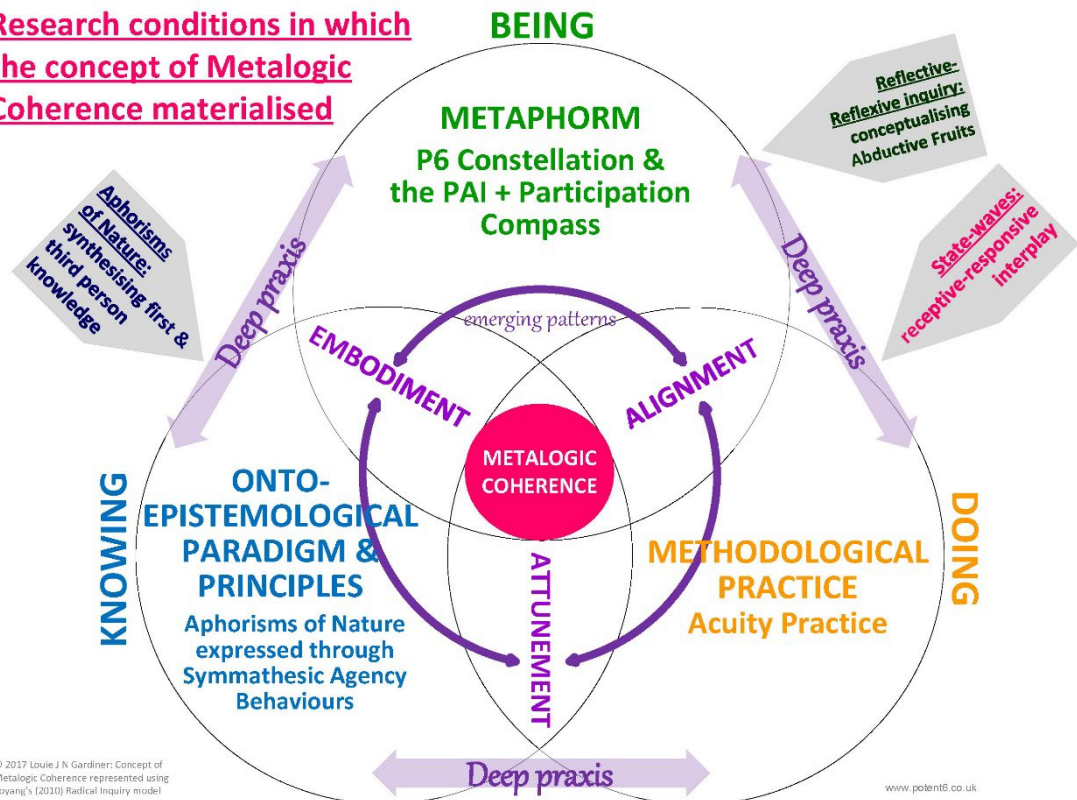 Research conditions in which
the concept of Metalogic
Coherence materialised
BEING
METAPHORM
P6 Constellation &
the PAI + Participation
Compass
Reflective-
Reflexive inquiry:
conceptualising
Abductive Fruits
State-waves:
receptive-responsive
interplay
Aphorisms
of Nature:
synthesising first &
third person
knowledge
Deep praxis
Deep praxis
emerging patterns
EMBODIMENT
ALIGNMENT
METALOGIC
COHERENCE
KNOWING
ONTO-
EPISTEMOLOGICAL
PARADIGM &
PRINCIPLES
Aphorisms of Nature
expressed through
Symmathesic Agency
Behaviours
ATTUNEMENT
METHODOLOGICAL
PRACTICE
Acuity Practice
DOING
Deep praxis
© 2017 Louie J N Gardiner: Concept of
Metalogic Coherence represented using
oyang's (2010) Radical Inquiry model
www.potent6.co.uk